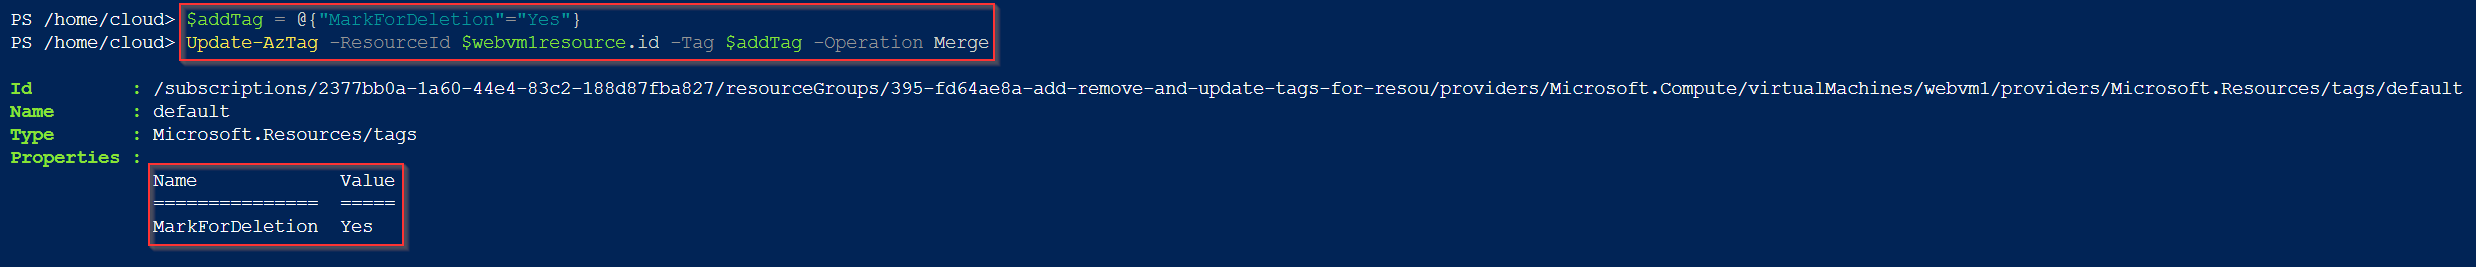 PS /home/cloud> $addTag = @{"MarkForDeletion"="Yes"}
PS /home/cloud> Update-AzTag -ResourceId $webvm1resource.id -Tag $addTag -Operation Merge
Id         : /subscriptions/2377bb0a-1a60-44e4-83c2-188d87fba827/resourceGroups/395-fd64ae8a-add-remove-and-update-tags-for-resou/providers/Microsoft.Compute/virtualMachines/webvm1/providers/Microsoft.Resources/tags/default
Name       : default
Type       : Microsoft.Resources/tags
Properties :
Name             Value
===============  =====
MarkForDeletion  Yes